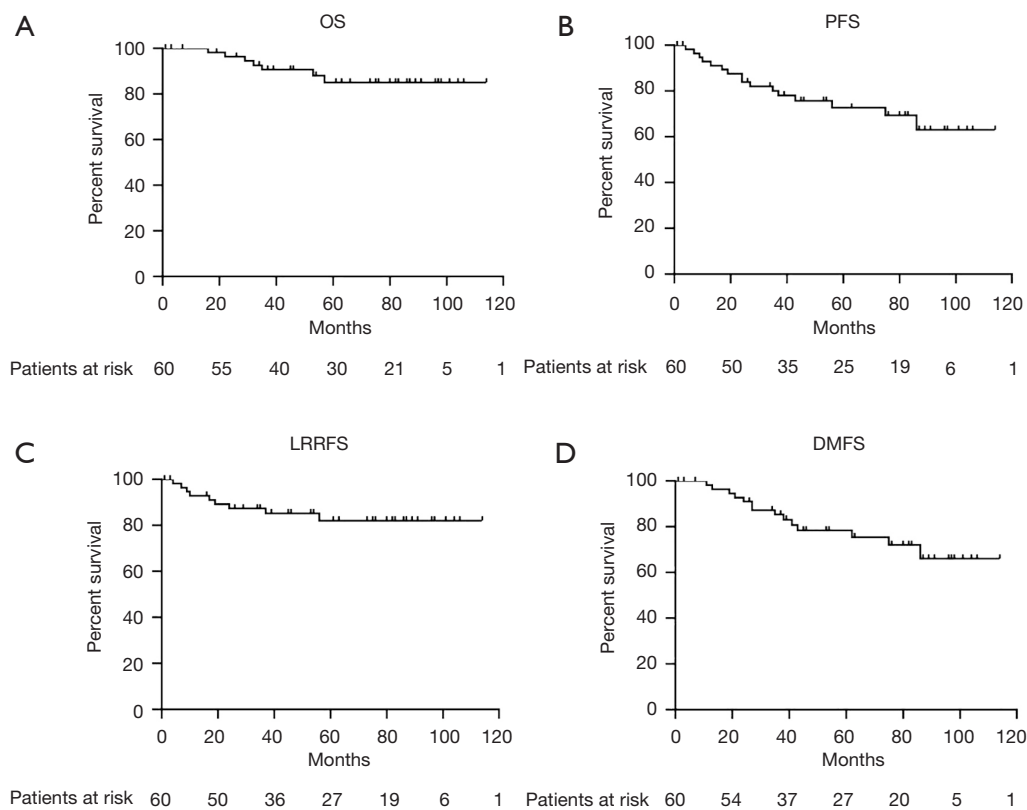 A
OS
Percent survival
100
80
60
40
20
0
0 20 40 60 80 100 120
Months
Patients at risk 60 55 40 30 21 5 1
B
PFS
Percent survival
100
80
60
40
20
0
0 20 40 60 80 100 120
Months
Patients at risk 60 50 35 25 19 6 1
C
LRRFS
Percent survival
100
80
60
40
20
0
0 20 40 60 80 100 120
Months
Patients at risk 60 50 36 27 19 6 1
D
DMFS
Percent survival
100
80
60
40
20
0
0 20 40 60 80 100 120
Months
Patients at risk 60 54 37 27 20 5 1